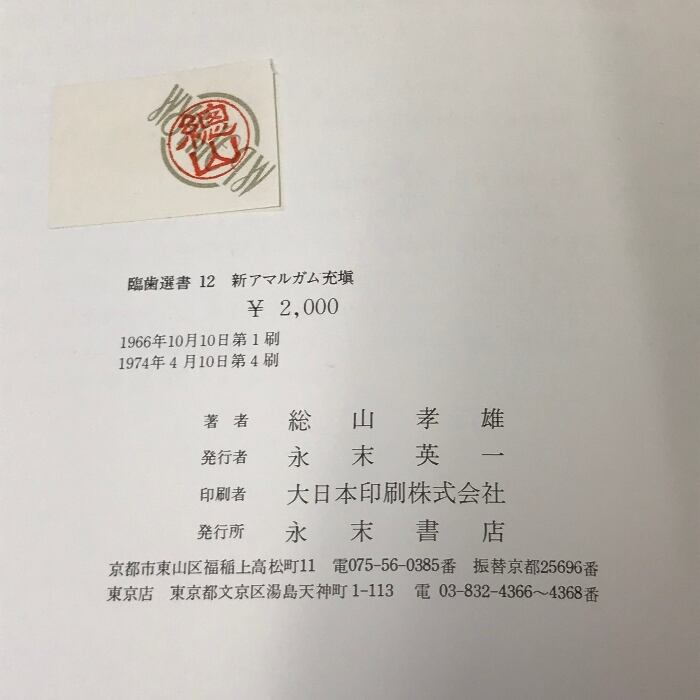 總山
臨歯選書 12 新アマルガム充塡
¥ 2,000
1966年10月10日第1刷
1974年4月10日第4刷
著者 総山孝雄
発行者 永末英一
印刷者 大日本印刷株式会社
発行所 永末書店
京都市東山区福稲上高松町11 電075-56-0385番 振替京都25696番
東京店 東京都文京区湯島天神町1-113 電 03-832-4366〜4368番